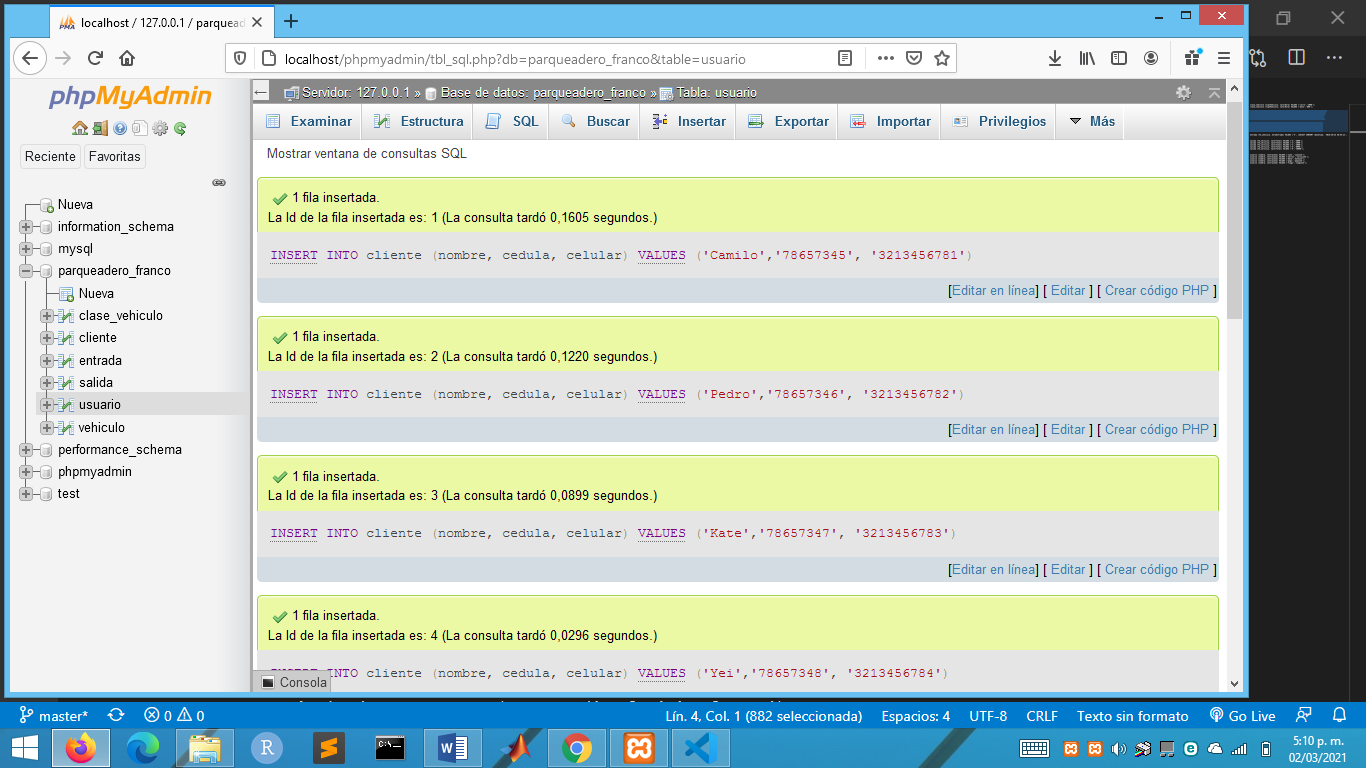 localhost / 127.0.0.1 / parquead
localhost/phpmyadmin/tbl_sql.php?db=parqueadero_franco&table=usuario
phpMyAdmin
Reciente Favoritas
Nueva
information_schema
mysql
parqueadero_franco
Nueva
clase_vehiculo
cliente
entrada
salida
usuario
vehiculo
performance_schema
phpmyadmin
test
Servidor: 127.0.0.1 » Base de datos: parqueadero_franco » Tabla: usuario
Examinar Estructura SQL Buscar Insertar Exportar Importar Privilegios Más
Mostrar ventana de consultas SQL
1 fila insertada.
La Id de la fila insertada es: 1 (La consulta tardó 0,1605 segundos.)
INSERT INTO cliente (nombre, cedula, celular) VALUES ('Camilo','78657345', '3213456781')
[Editar en línea] [ Editar ] [ Crear código PHP ]
1 fila insertada.
La Id de la fila insertada es: 2 (La consulta tardó 0,1220 segundos.)
INSERT INTO cliente (nombre, cedula, celular) VALUES ('Pedro','78657346', '3213456782')
[Editar en línea] [ Editar ] [ Crear código PHP ]
1 fila insertada.
La Id de la fila insertada es: 3 (La consulta tardó 0,0899 segundos.)
INSERT INTO cliente (nombre, cedula, celular) VALUES ('Kate','78657347', '3213456783')
[Editar en línea] [ Editar ] [ Crear código PHP ]
1 fila insertada.
La Id de la fila insertada es: 4 (La consulta tardó 0,0296 segundos.)
INSERT INTO cliente (nombre, cedula, celular) VALUES ('Yei','78657348', '3213456784')
Consola
master* 0 0 Lín. 4, Col. 1 (882 seleccionada) Espacios: 4 UTF-8 CRLF Texto sin formato Go Live
5:10 p. m.
02/03/2021